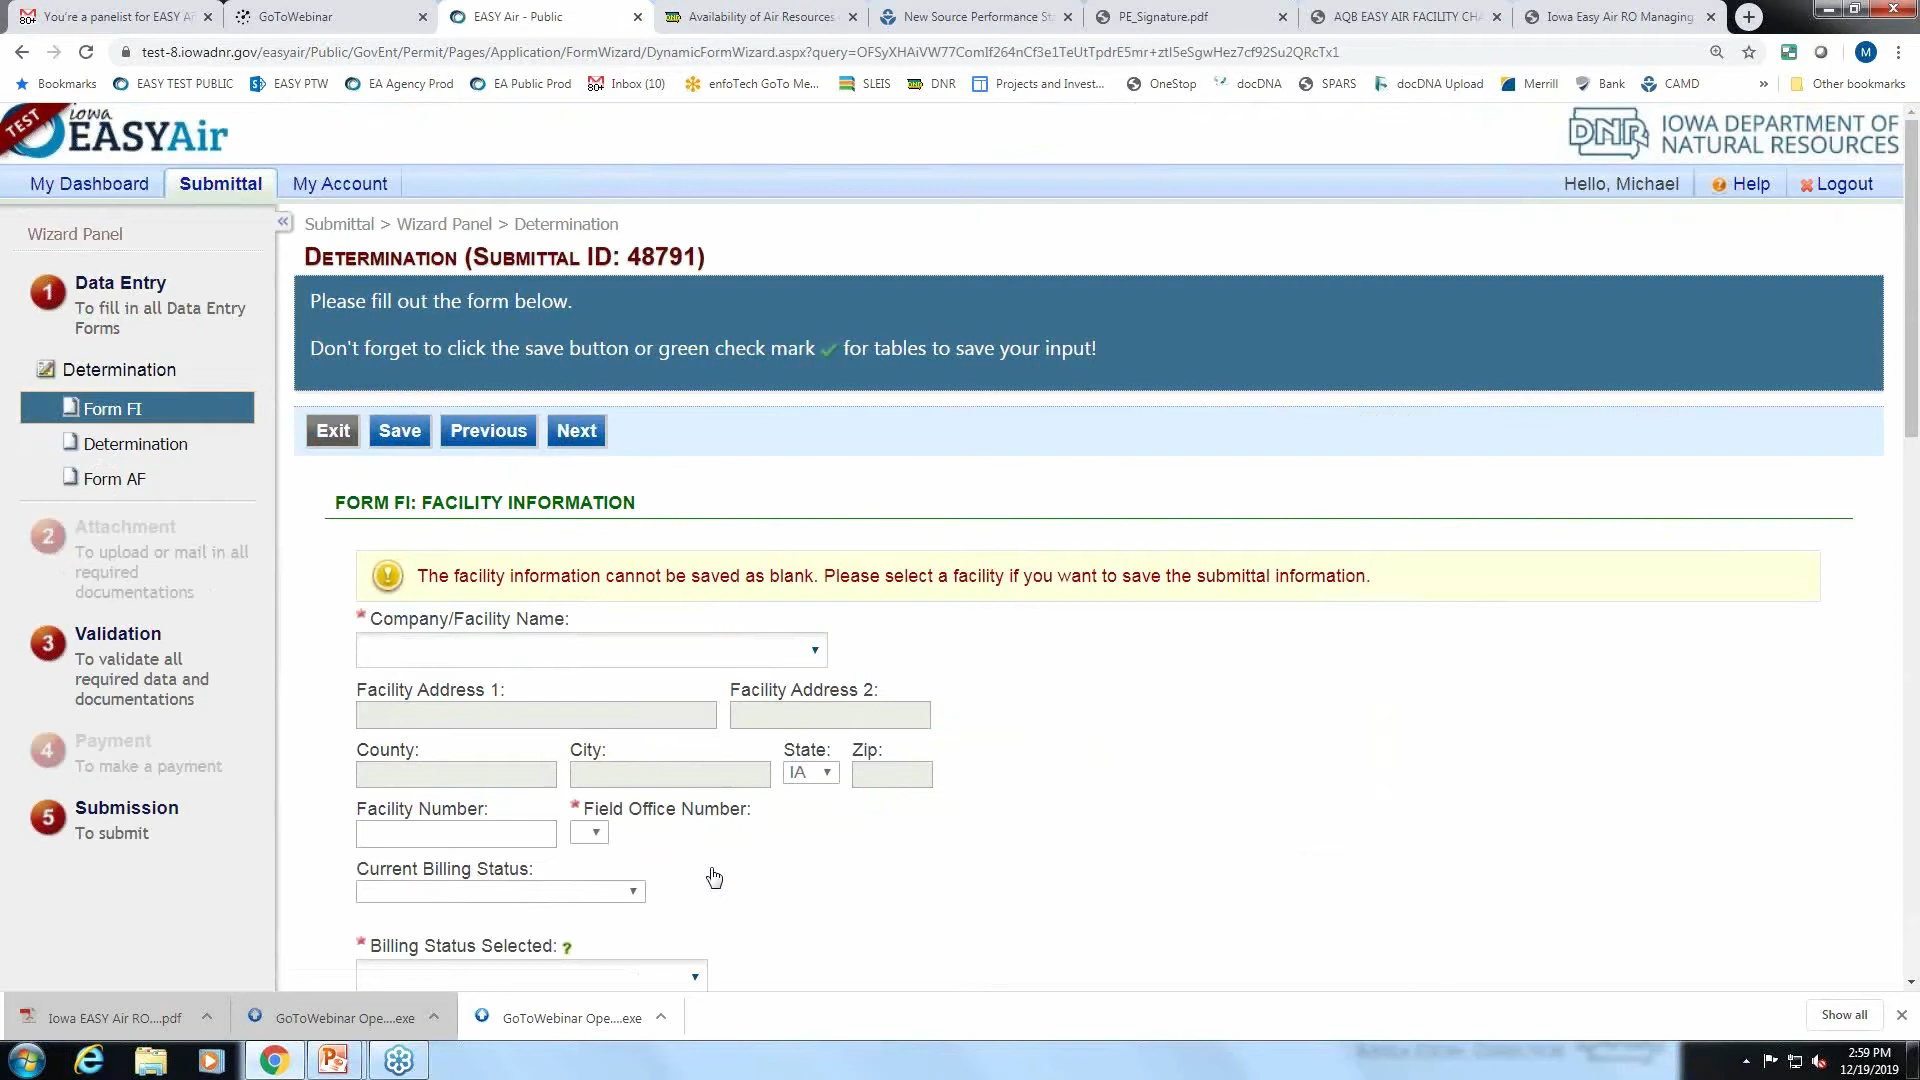 You're a panelist for EASY A
GoToWebinar
EASY Air - Public
Availability of Air Resources
New Source Performance St
PE_Signature.pdf
AQB EASY AIR FACILITY CH
Iowa Easy Air RO Managing
test-8.iowadnr.gov/easyair/Public/GovEnt/Permit/Pages/Application/FormWizard/DynamicFormWizard.aspx?query=OFSyXHAiVW77ComIf264nCf3e1TeUtTpdrE5mr+ztI5eSgwHez7cf92Su2QRcTx1
M
Bookmarks
EASY TEST PUBLIC
EASY PTW
EA Agency Prod
EA Public Prod
Inbox (10)
enfoTech GoTo Me...
SLEIS
DNR
Projects and Invest...
OneStop
docDNA
SPARS
docDNA Upload
Merrill
Bank
CAMD
»
Other bookmarks
TEST
iowa
EASYAir
DNR
IOWA DEPARTMENT OF
NATURAL RESOURCES
My Dashboard
Submittal
My Account
Hello, Michael
Help
Logout
Wizard Panel
1
Data Entry
To fill in all Data Entry
Forms
Determination
Form FI
Determination
Form AF
2
Attachment
To upload or mail in all
required
documentations
3
Validation
To validate all
required data and
documentations
4
Payment
To make a payment
5
Submission
To submit
«
Submittal > Wizard Panel > Determination
Determination (Submittal ID: 48791)
Please fill out the form below.
Don't forget to click the save button or green check mark ✓ for tables to save your input!
Exit
Save
Previous
Next
FORM FI: FACILITY INFORMATION
The facility information cannot be saved as blank. Please select a facility if you want to save the submittal information.
* Company/Facility Name:
Facility Address 1:
Facility Address 2:
County:
City:
State:
Zip:
IA
Facility Number:
* Field Office Number:
Current Billing Status:
* Billing Status Selected: ?
Iowa EASY Air RO....pdf
GoToWebinar Ope....exe
GoToWebinar Ope....exe
Show all
2:59 PM
12/19/2019